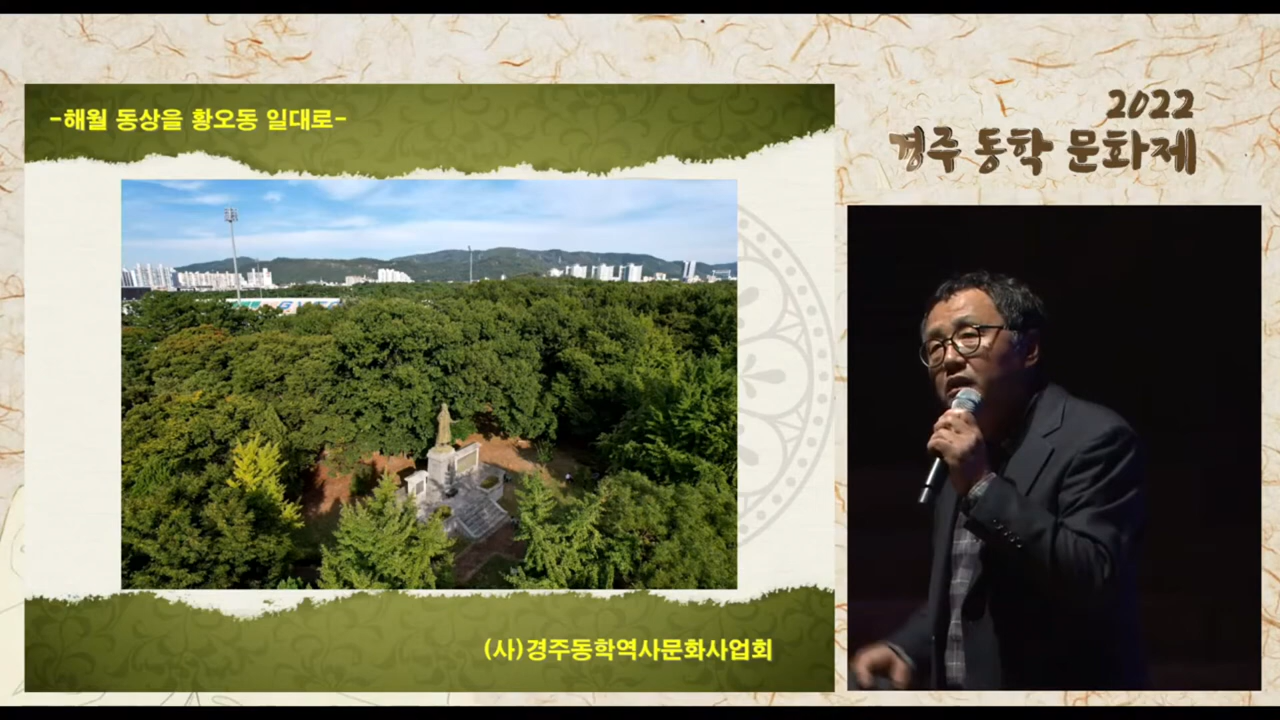 -해월 동상을 황오동 일대로-
2022
경주 동학 문화제
(사)경주동학역사문화사업회